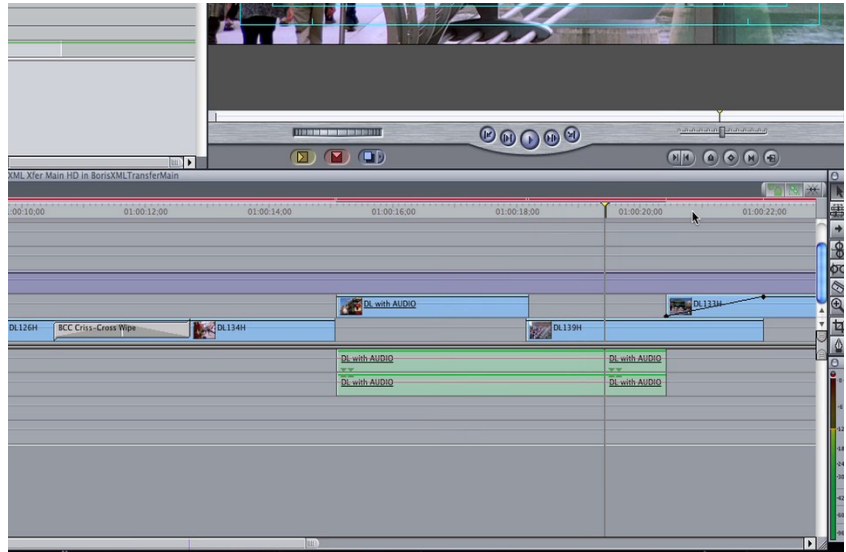 XML Xfer Main HD in BorisXMLTransferMain
:00:10;00 01:00:12;00 01:00:14;00 01:00:16;00 01:00:18;00 01:00:20;00 01:00:22;00
DL with AUDIO DL133H
DL126H BCC Criss-Cross Wipe DL134H DL139H
DL with AUDIO DL with AUDIO
DL with AUDIO DL with AUDIO